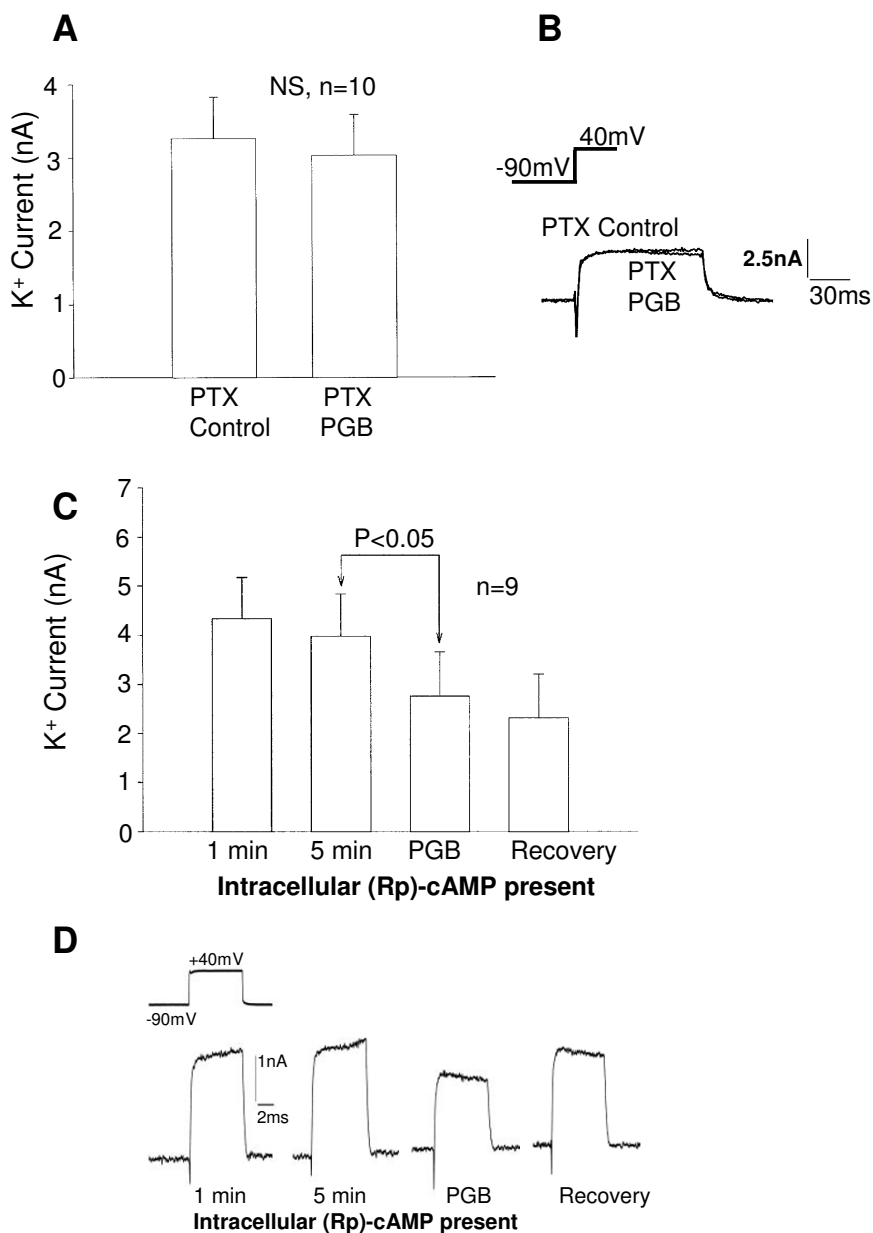 A
K+ Current (nA)
4
3
2
1
0
NS, n=10
PTX
Control
PTX
PGB
B
40mV
-90mV
PTX Control
PTX
PGB
2.5nA
30ms
C
K+ Current (nA)
7
6
5
4
3
2
1
0
P<0.05
n=9
1 min 5 min PGB Recovery
Intracellular (Rp)-cAMP present
D
+40mV
-90mV
1nA
2ms
1 min 5 min PGB Recovery
Intracellular (Rp)-cAMP present